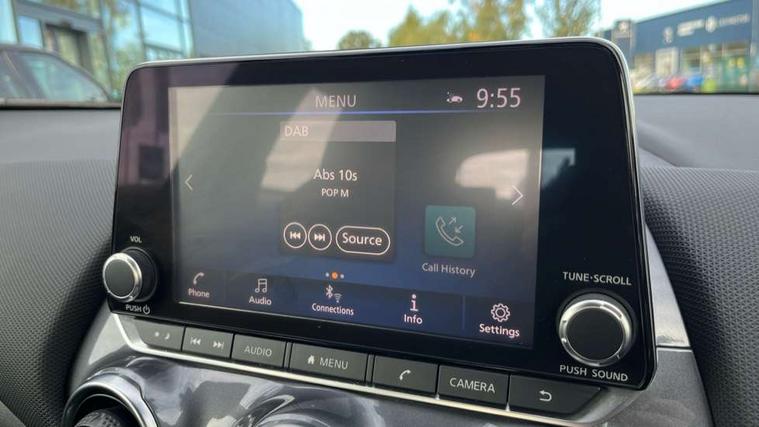 MENU 9:55
DAB
Abs 10s
POP M
Source
Call History
Phone Audio Connections Info Settings
VOL
PUSH
TUNE·SCROLL
PUSH SOUND
AUDIO MENU CAMERA